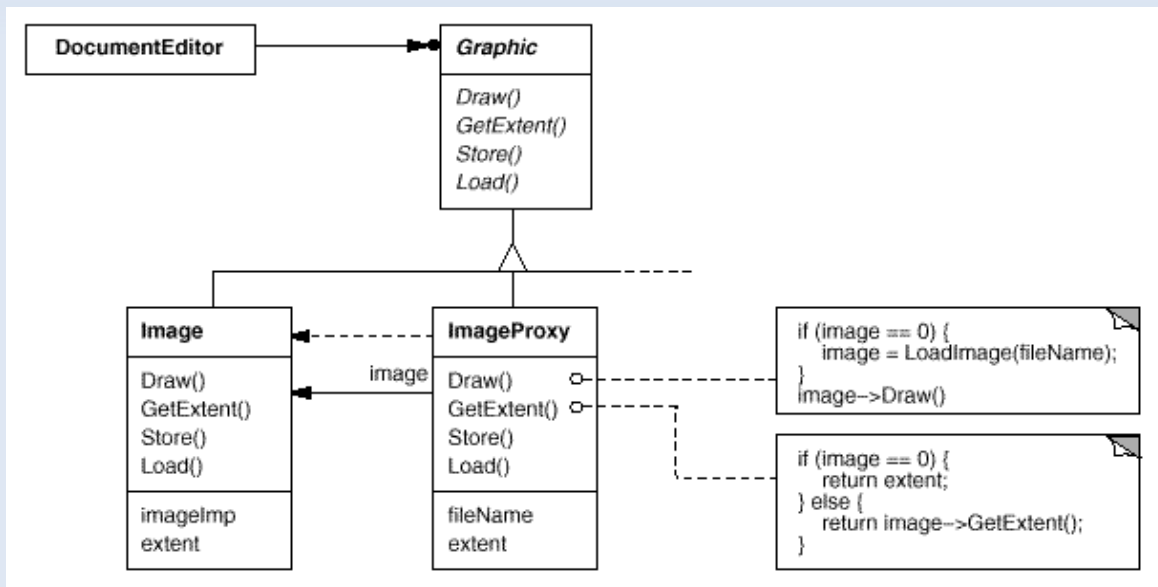 DocumentEditor
Graphic
Draw()
GetExtent()
Store()
Load()
Image
Draw()
GetExtent()
Store()
Load()
imageImp
extent
image
ImageProxy
Draw()
GetExtent()
Store()
Load()
fileName
extent
if (image == 0) {
image = LoadImage(fileName);
}
image->Draw()
if (image == 0) {
return extent;
} else {
return image->GetExtent();
}